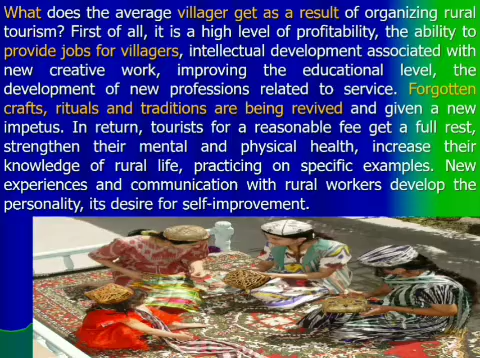 What does the average villager get as a result of organizing rural
tourism? First of all, it is a high level of profitability, the ability to
provide jobs for villagers, intellectual development associated with
new creative work, improving the educational level, the
development of new professions related to service. Forgotten
crafts, rituals and traditions are being revived and given a new
impetus. In return, tourists for a reasonable fee get a full rest,
strengthen their mental and physical health, increase their
knowledge of rural life, practicing on specific examples. New
experiences and communication with rural workers develop the
personality, its desire for self-improvement.